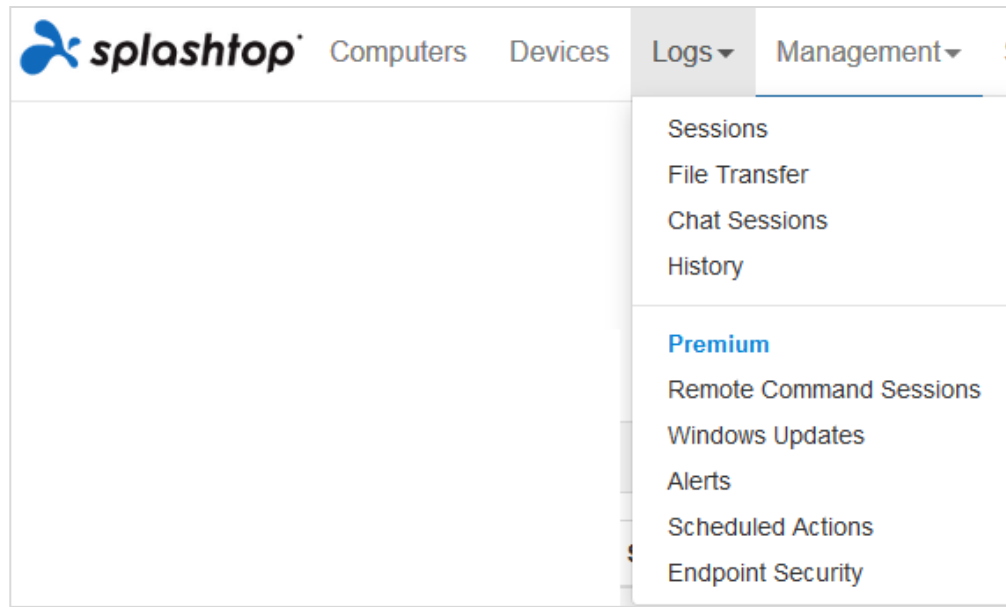 splashtop Computers Devices Logs Management
Sessions
File Transfer
Chat Sessions
History
Premium
Remote Command Sessions
Windows Updates
Alerts
Scheduled Actions
Endpoint Security